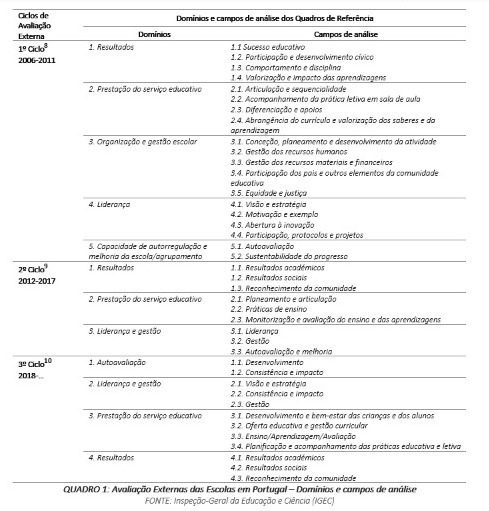 Ciclos de
Avaliação
Externa
Domínios e campos de análise dos Quadros de Referência
Domínios
Campos de análise
1º Ciclo8
2006-2011
1. Resultados
1.1 Sucesso educativo
1.2. Participação e desenvolvimento cívico
1.3. Comportamento e disciplina
1.4. Valorização e impacto das aprendizagens
2. Prestação do serviço educativo
2.1. Articulação e sequencialidade
2.2. Acompanhamento da prática letiva em sala de aula
2.3. Diferenciação e apoios
2.4. Abrangência do currículo e valorização dos saberes e da
aprendizagem
3. Organização e gestão escolar
3.1. Conceção, planeamento e desenvolvimento da atividade
3.2. Gestão dos recursos humanos
3.3. Gestão dos recursos materiais e financeiros
3.4. Participação dos pais e outros elementos da comunidade
educativa
3.5. Equidade e justiça
4. Liderança
4.1. Visão e estratégia
4.2. Motivação e exemplo
4.3. Abertura à inovação
4.4. Participação, protocolos e projetos
5. Capacidade de autorregulação e
melhoria da escola/agrupamento
5.1. Autoavaliação
5.2. Sustentabilidade do progresso
2º Ciclo9
2012-2017
1. Resultados
1.1. Resultados académicos
1.2. Resultados sociais
1.3. Reconhecimento da comunidade
2. Prestação do serviço educativo
2.1. Planeamento e articulação
2.2. Práticas de ensino
2.3. Monitorização e avaliação do ensino e das aprendizagens
3. Liderança e gestão
3.1. Liderança
3.2. Gestão
3.3. Autoavaliação e melhoria
3º Ciclo10
2018-...
1. Autoavaliação
1.1. Desenvolvimento
1.2. Consistência e impacto
2. Liderança e gestão
2.1. Visão e estratégia
2.2. Consistência e impacto
2.3. Gestão
3. Prestação do serviço educativo
3.1. Desenvolvimento e bem-estar das crianças e dos alunos
3.2. Oferta educativa e gestão curricular
3.3. Ensino/Aprendizagem/Avaliação
3.4. Planificação e acompanhamento das práticas educativa e letiva
4. Resultados
4.1. Resultados académicos
4.2. Resultados sociais
4.3. Reconhecimento da comunidade
QUADRO 1: Avaliação Externas das Escolas em Portugal – Domínios e campos de análise
FONTE: Inspeção-Geral da Educação e Ciência (IGEC)